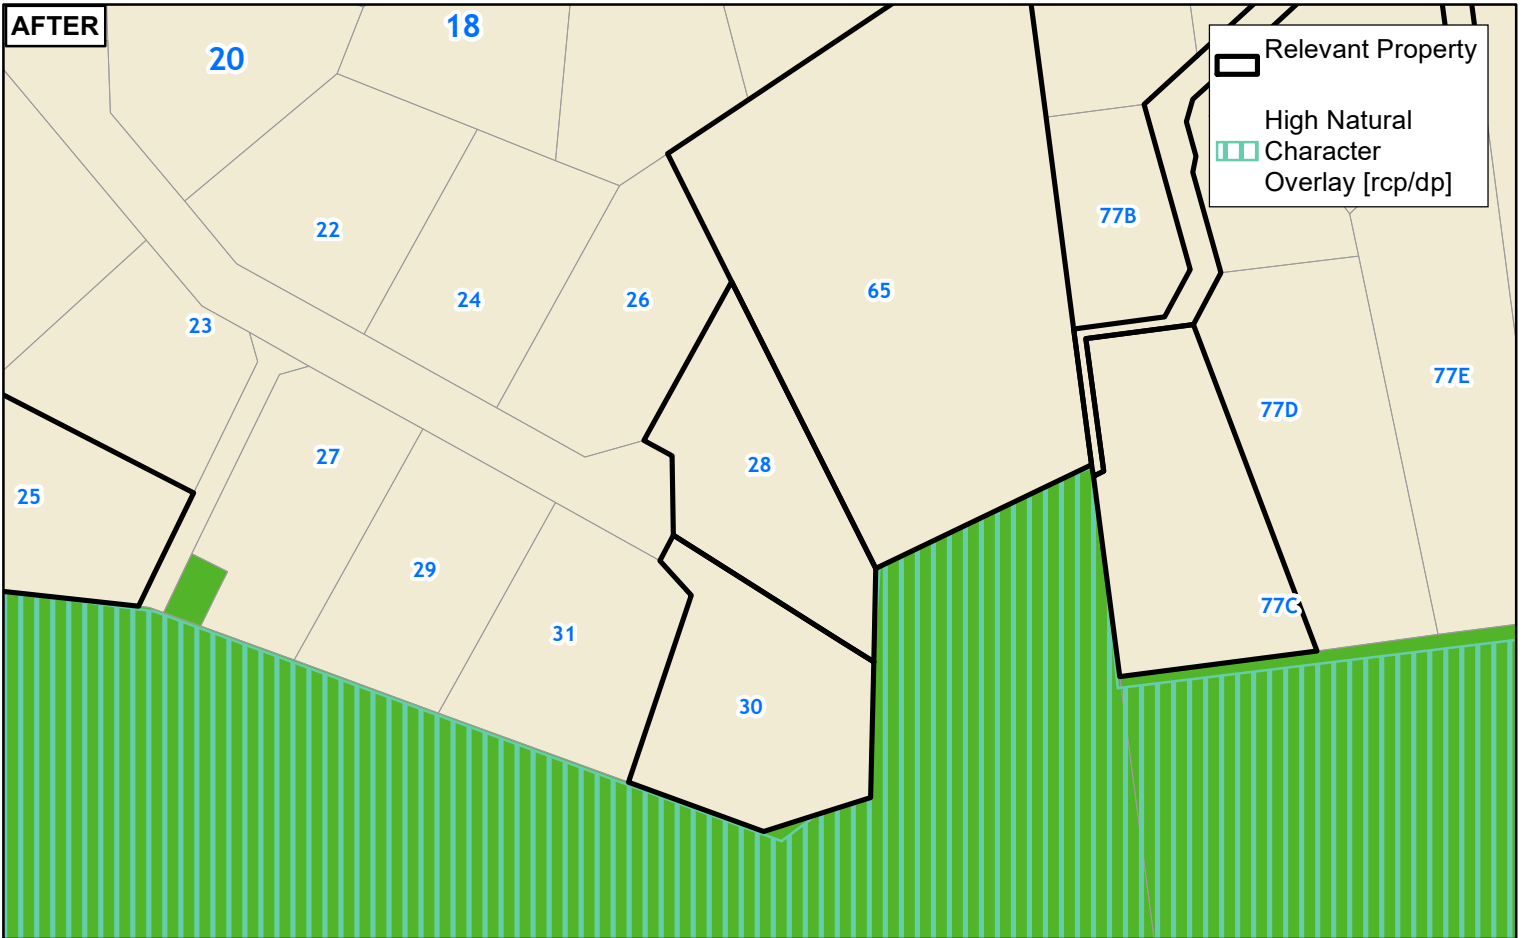 AFTER
18
20
Relevant Property
High Natural
Character
Overlay [rcp/dp]
77B
22
65
24
26
23
77E
77D
27
28
25
29
77C
31
30